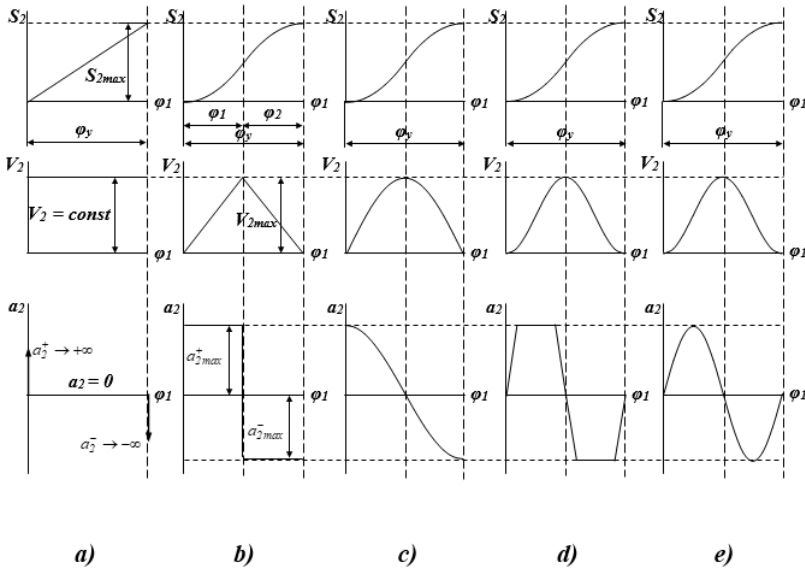 S2 S2 S2 S2 S2
S2max
φ1 φ1 φ1 φ1 φ1
φ1 φ2
φy φy φy φy φy
V2 V2 V2 V2 V2
V2 = const V2max
φ1 φ1 φ1 φ1 φ1
a2 a2 a2 a2 a2
a2+ → +∞ a2+max
a2 = 0
φ1 φ1 φ1 φ1 φ1
a2- → -∞ a2-max
a) b) c) d) e)